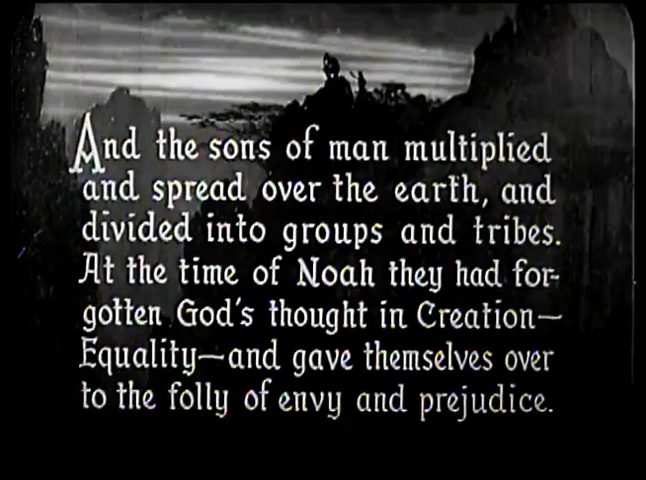 And the sons of man multiplied
and spread over the earth, and
divided into groups and tribes.
At the time of Noah they had for-
gotten God's thought in Creation—
Equality—and gave themselves over
to the folly of envy and prejudice.